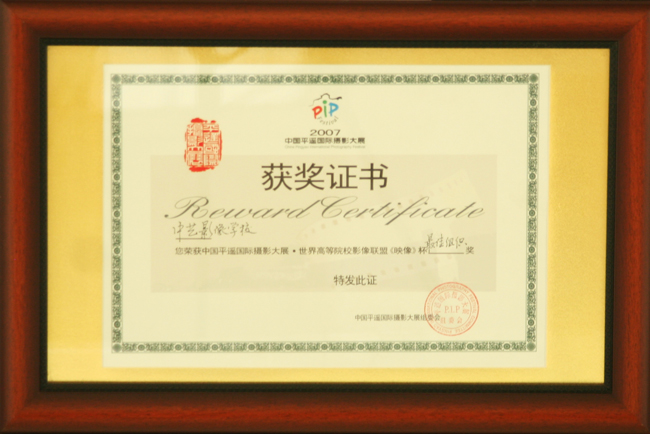 PIP
festival
2007
中国平遥国际摄影大展
获奖证书
Reward Certificate
中艺影像学校
您荣获中国平遥国际摄影大展·世界高等院校影像联盟《映像》杯最佳组织奖
特发此证
中国平遥国际摄影大展组委会
P.I.P